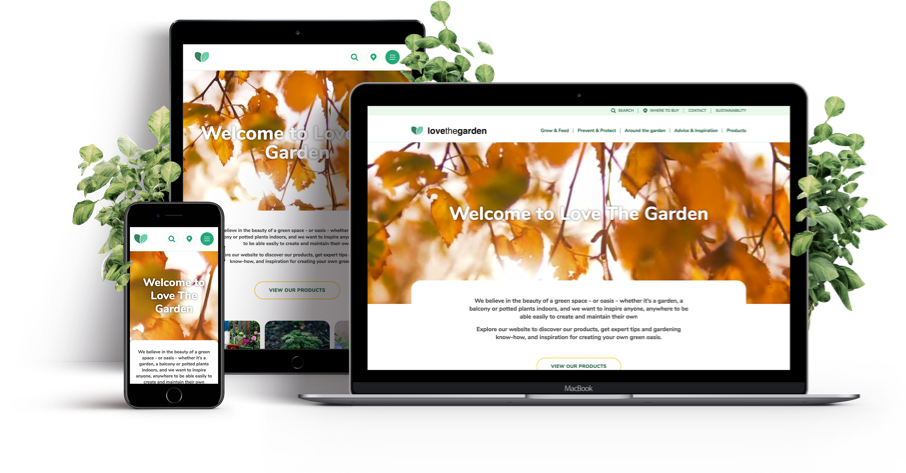 Welcome to Love
Garden
elieve in the beauty of a green space - or oasis - whether
ony or potted plants indoors, and we want to inspire anyo
to be able easily to create and maintain their ow
ore our website to discover our products, get expert tips a
know-how, and inspiration for creating your own green
VIEW OUR PRODUCTS
SEARCH
WHERE TO BUY
CONTACT
SUSTAINABILITY
lovethegarden
Grow & Feed
Prevent & Protect
Around the garden
Advice & Inspiration
Products
Welcome to Love The Garden
We believe in the beauty of a green space - or oasis - whether it's a garden, a
balcony or potted plants indoors, and we want to inspire anyone, anywhere to be
able easily to create and maintain their own
Explore our website to discover our products, get expert tips and gardening
know-how, and inspiration for creating your own green oasis.
VIEW OUR PRODUCTS
MacBook
Welcome to
Love The
Garden
We believe in the beauty of a green
space - or oasis - whether it's a
garden, a balcony or potted plants
indoors, and we want to inspire
anyone, anywhere to be able easily to
create and maintain their own